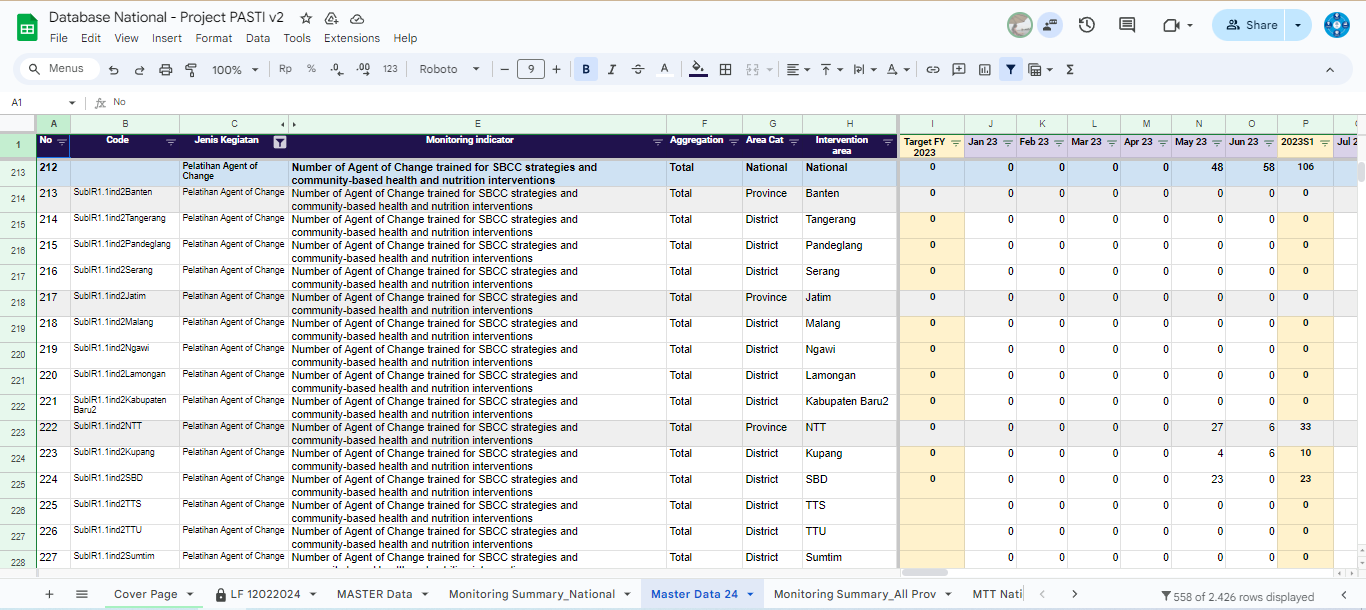 Database National - Project PASTI v2
File Edit View Insert Format Data Tools Extensions Help
Share
Menus 100% Rp % .0 .00 123 Roboto 9 B I A
A1 fx No
A B C E F G H I J K L M N O P
1 No Code Jenis Kegiatan Monitoring indicator Aggregation Area Cat Intervention area Target FY 2023 Jan 23 Feb 23 Mar 23 Apr 23 May 23 Jun 23 2023S1 Jul 2
213 212 Pelatihan Agent of Change Number of Agent of Change trained for SBCC strategies and community-based health and nutrition interventions Total National National 0 0 0 0 0 48 58 106
214 213 SubIR1.1ind2Banten Pelatihan Agent of Change Number of Agent of Change trained for SBCC strategies and community-based health and nutrition interventions Total Province Banten 0 0 0 0 0 0 0 0
215 214 SubIR1.1ind2Tangerang Pelatihan Agent of Change Number of Agent of Change trained for SBCC strategies and community-based health and nutrition interventions Total District Tangerang 0 0 0 0 0 0 0 0
216 215 SubIR1.1ind2Pandeglang Pelatihan Agent of Change Number of Agent of Change trained for SBCC strategies and community-based health and nutrition interventions Total District Pandeglang 0 0 0 0 0 0 0 0
217 216 SubIR1.1ind2Serang Pelatihan Agent of Change Number of Agent of Change trained for SBCC strategies and community-based health and nutrition interventions Total District Serang 0 0 0 0 0 0 0 0
218 217 SubIR1.1ind2Jatim Pelatihan Agent of Change Number of Agent of Change trained for SBCC strategies and community-based health and nutrition interventions Total Province Jatim 0 0 0 0 0 0 0 0
219 218 SubIR1.1ind2Malang Pelatihan Agent of Change Number of Agent of Change trained for SBCC strategies and community-based health and nutrition interventions Total District Malang 0 0 0 0 0 0 0 0
220 219 SubIR1.1ind2Ngawi Pelatihan Agent of Change Number of Agent of Change trained for SBCC strategies and community-based health and nutrition interventions Total District Ngawi 0 0 0 0 0 0 0 0
221 220 SubIR1.1ind2Lamongan Pelatihan Agent of Change Number of Agent of Change trained for SBCC strategies and community-based health and nutrition interventions Total District Lamongan 0 0 0 0 0 0 0 0
222 221 SubIR1.1ind2Kabupaten Baru2 Pelatihan Agent of Change Number of Agent of Change trained for SBCC strategies and community-based health and nutrition interventions Total District Kabupaten Baru2 0 0 0 0 0 0 0 0
223 222 SubIR1.1ind2NTT Pelatihan Agent of Change Number of Agent of Change trained for SBCC strategies and community-based health and nutrition interventions Total Province NTT 0 0 0 0 0 27 6 33
224 223 SubIR1.1ind2Kupang Pelatihan Agent of Change Number of Agent of Change trained for SBCC strategies and community-based health and nutrition interventions Total District Kupang 0 0 0 0 0 4 6 10
225 224 SubIR1.1ind2SBD Pelatihan Agent of Change Number of Agent of Change trained for SBCC strategies and community-based health and nutrition interventions Total District SBD 0 0 0 0 0 23 0 23
226 225 SubIR1.1ind2TTS Pelatihan Agent of Change Number of Agent of Change trained for SBCC strategies and community-based health and nutrition interventions Total District TTS 0 0 0 0 0 0 0
227 226 SubIR1.1ind2TTU Pelatihan Agent of Change Number of Agent of Change trained for SBCC strategies and community-based health and nutrition interventions Total District TTU 0 0 0 0 0 0 0
228 227 SubIR1.1ind2Sumtim Pelatihan Agent of Change Number of Agent of Change trained for SBCC strategies and Total District Sumtim 0 0 0 0 0 0 0
Cover Page LF 12022024 MASTER Data Monitoring Summary_National Master Data 24 Monitoring Summary_All Prov MTT Nati 558 of 2.426 rows displayed